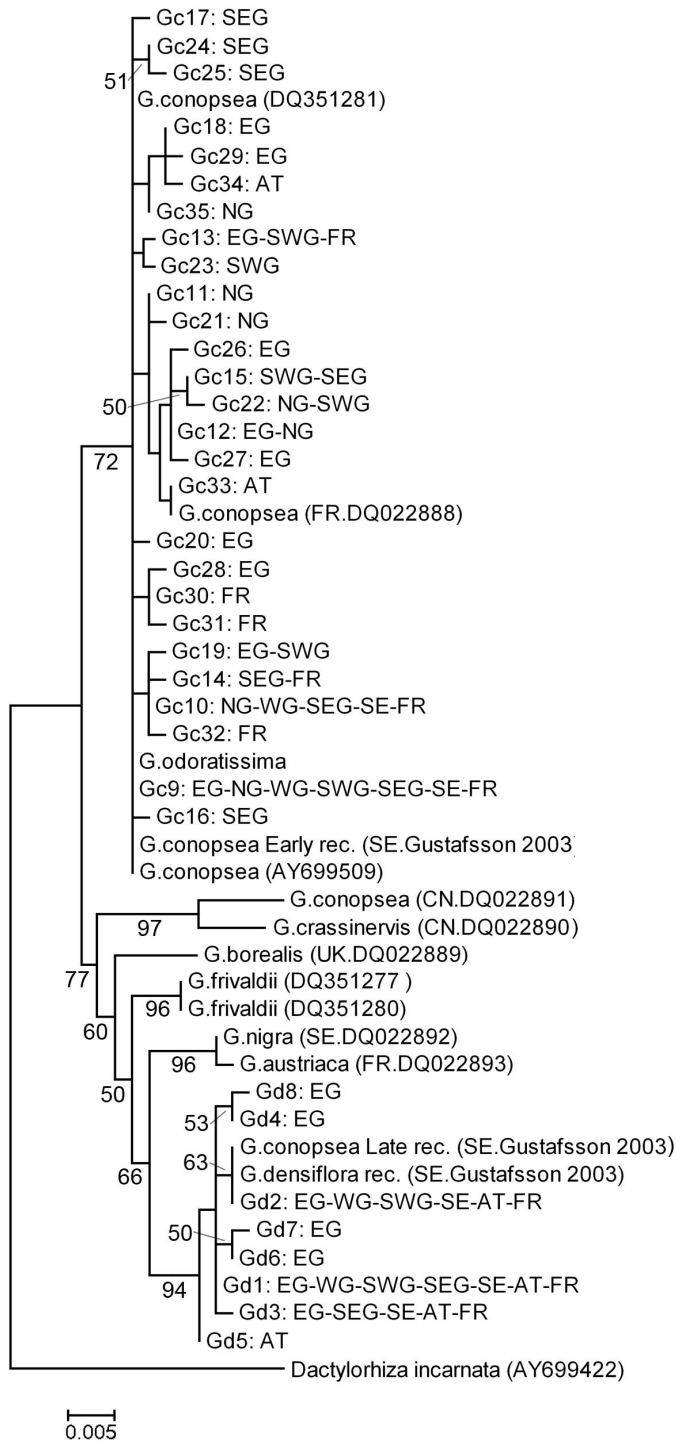 Gc17: SEG
Gc24: SEG
51
Gc25: SEG
G.conopsea (DQ351281)
Gc18: EG
Gc29: EG
Gc34: AT
Gc35: NG
Gc13: EG-SWG-FR
Gc23: SWG
Gc11: NG
Gc21: NG
Gc26: EG
Gc15: SWG-SEG
50
Gc22: NG-SWG
Gc12: EG-NG
72
Gc27: EG
Gc33: AT
G.conopsea (FR.DQ022888)
Gc20: EG
Gc28: EG
Gc30: FR
Gc31: FR
Gc19: EG-SWG
Gc14: SEG-FR
Gc10: NG-WG-SEG-SE-FR
Gc32: FR
G.odoratissima
Gc9: EG-NG-WG-SWG-SEG-SE-FR
Gc16: SEG
G.conopsea Early rec. (SE.Gustafsson 2003)
G.conopsea (AY699509)
G.conopsea (CN.DQ022891)
97
G.crassinervis (CN.DQ022890)
G.borealis (UK.DQ022889)
77
G.frivaldii (DQ351277 )
96
G.frivaldii (DQ351280)
60
G.nigra (SE.DQ022892)
96
G.austriaca (FR.DQ022893)
50
Gd8: EG
53
Gd4: EG
G.conopsea Late rec. (SE.Gustafsson 2003)
63
G.densiflora rec. (SE.Gustafsson 2003)
66
Gd2: EG-WG-SWG-SE-AT-FR
50
Gd7: EG
Gd6: EG
94
Gd1: EG-WG-SWG-SEG-SE-AT-FR
Gd3: EG-SEG-SE-AT-FR
Gd5: AT
Dactylorhiza incarnata (AY699422)
0.005